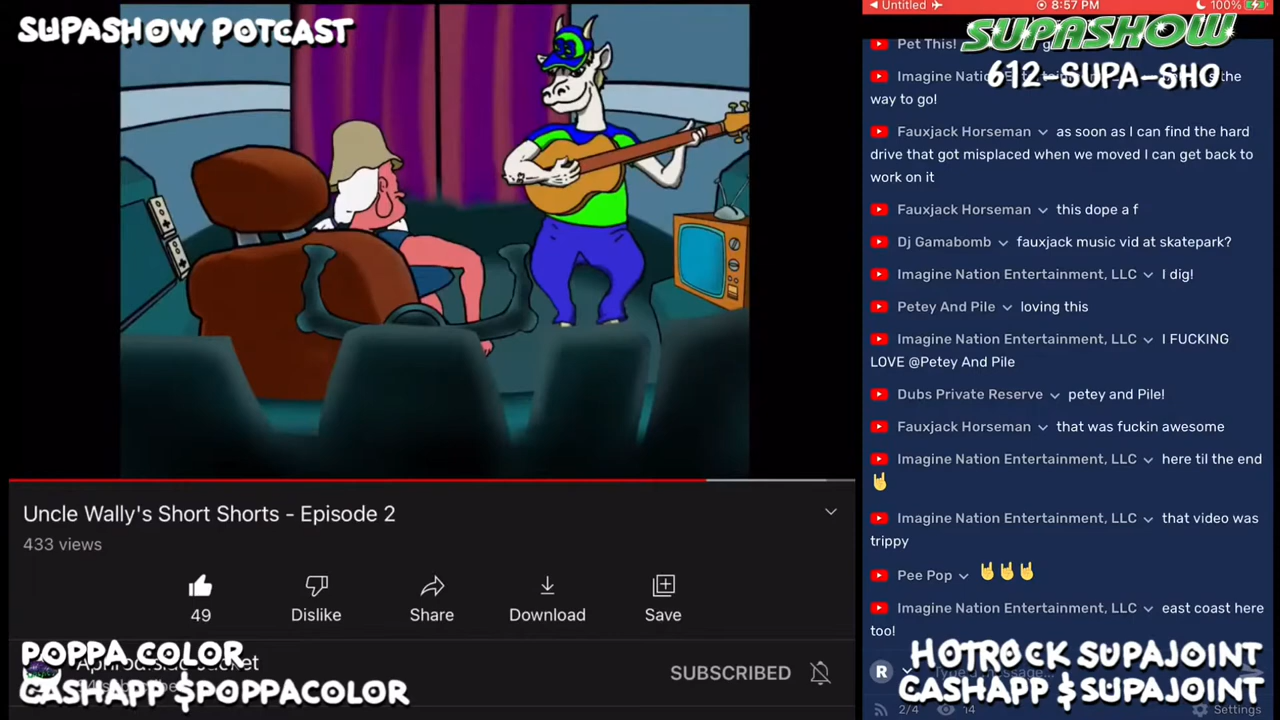 SUPASHOW POTCAST
Uncle Wally's Short Shorts - Episode 2
433 views
49
Dislike
Share
Download
Save
SUBSCRIBED
POPPA COLOR
CASHAPP $POPPACOLOR
Untitled
8:57 PM
100%
SUPASHOW
612-SUPA-SHO
Pet This!
Imagine Nation Entertainment, LLC the
way to go!
Fauxjack Horseman as soon as I can find the hard
drive that got misplaced when we moved I can get back to
work on it
Fauxjack Horseman this dope a f
Dj Gamabomb fauxjack music vid at skatepark?
Imagine Nation Entertainment, LLC I dig!
Petey And Pile loving this
Imagine Nation Entertainment, LLC I FUCKING
LOVE @Petey And Pile
Dubs Private Reserve petey and Pile!
Fauxjack Horseman that was fuckin awesome
Imagine Nation Entertainment, LLC here til the end
🤘
Imagine Nation Entertainment, LLC that video was
trippy
Pee Pop 🤘🤘🤘
Imagine Nation Entertainment, LLC east coast here
too!
HOTROCK SUPAJOINT
R
CASHAPP $SUPAJOINT
2/4
Settings